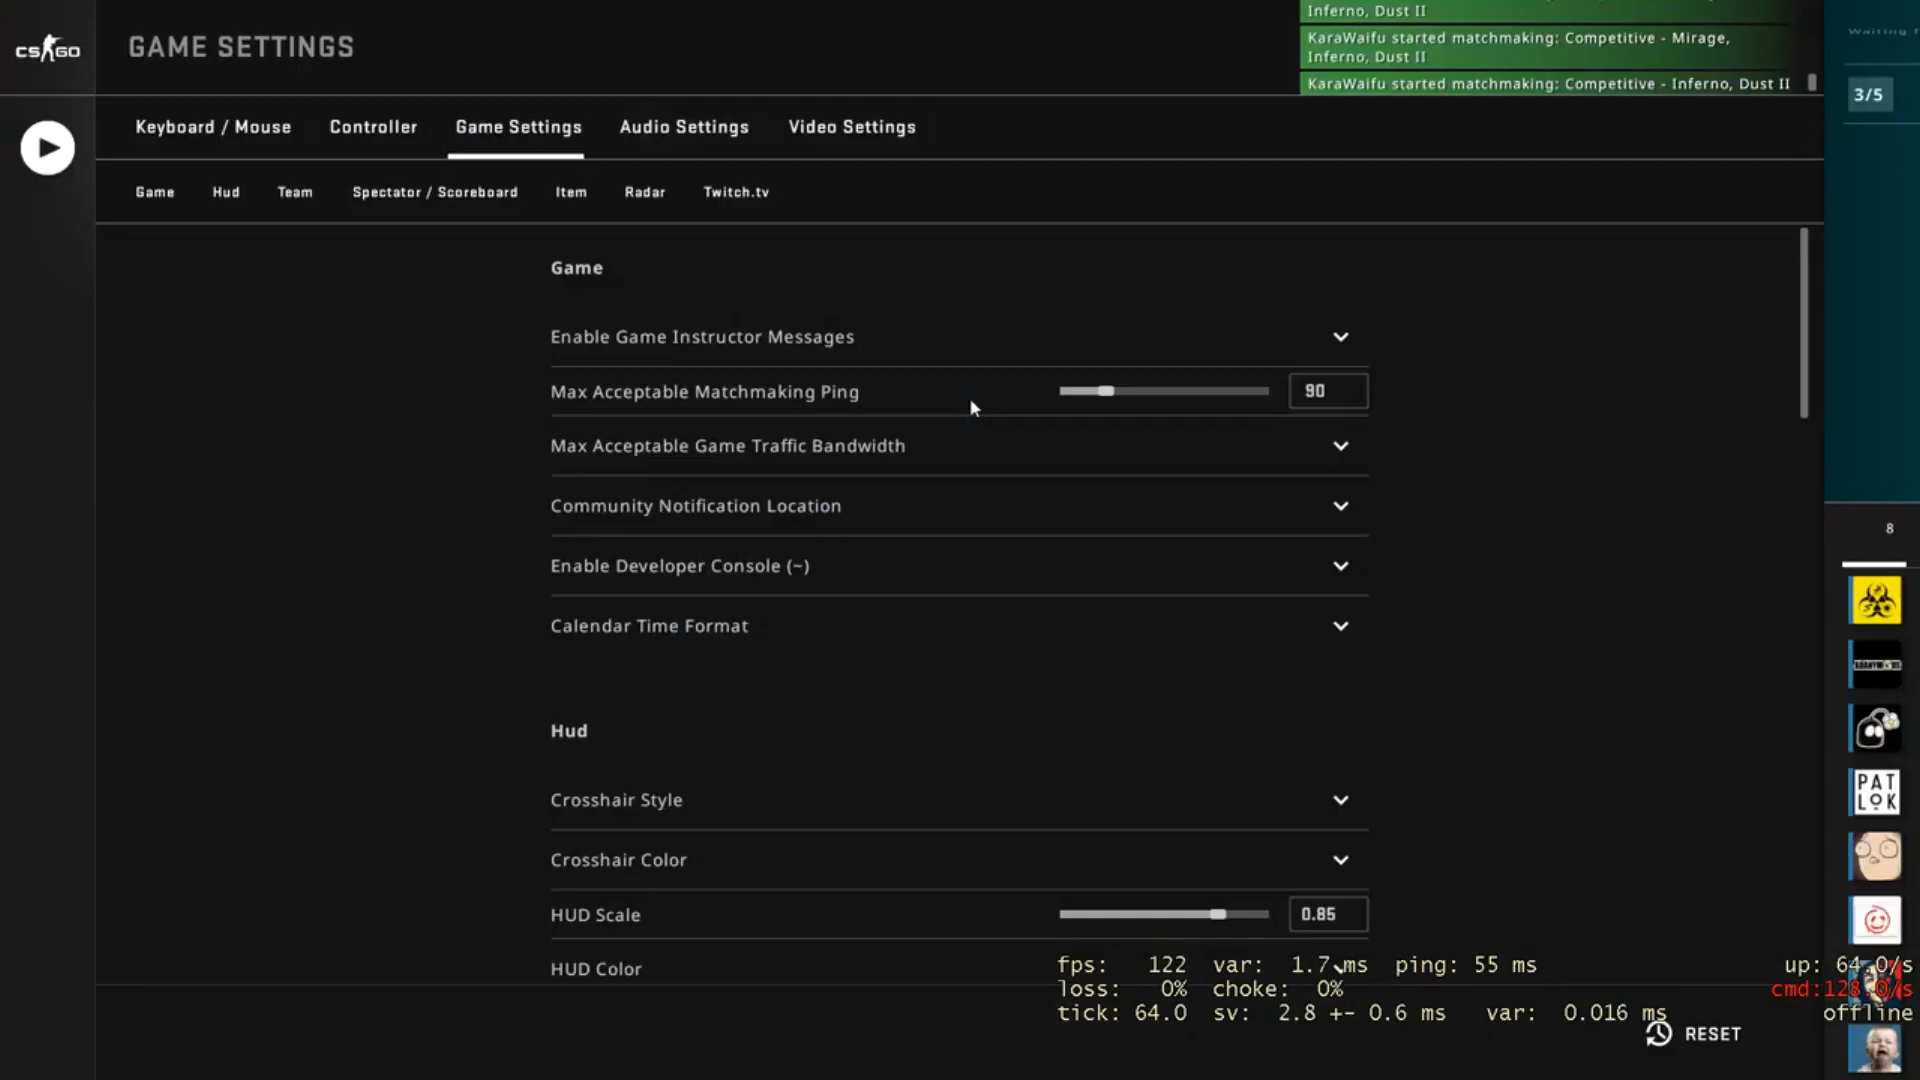 CS GO
GAME SETTINGS
Inferno, Dust II
KaraWaifu started matchmaking: Competitive - Mirage,
Inferno, Dust II
KaraWaifu started matchmaking: Competitive - Inferno, Dust II
Waiting
3/5
Keyboard / Mouse Controller Game Settings Audio Settings Video Settings
Game Hud Team Spectator / Scoreboard Item Radar Twitch.tv
Game
Enable Game Instructor Messages
Max Acceptable Matchmaking Ping 90
Max Acceptable Game Traffic Bandwidth
Community Notification Location
8
Enable Developer Console (~)
Calendar Time Format
Hud
Crosshair Style
PAT
LOK
Crosshair Color
HUD Scale 0.85
HUD Color
fps: 122 var: 1.7 ms ping: 55 ms up: 64.0/s
loss: 0% choke: 0% cmd:128.0/s
tick: 64.0 sv: 2.8 +- 0.6 ms var: 0.016 ms offline
RESET